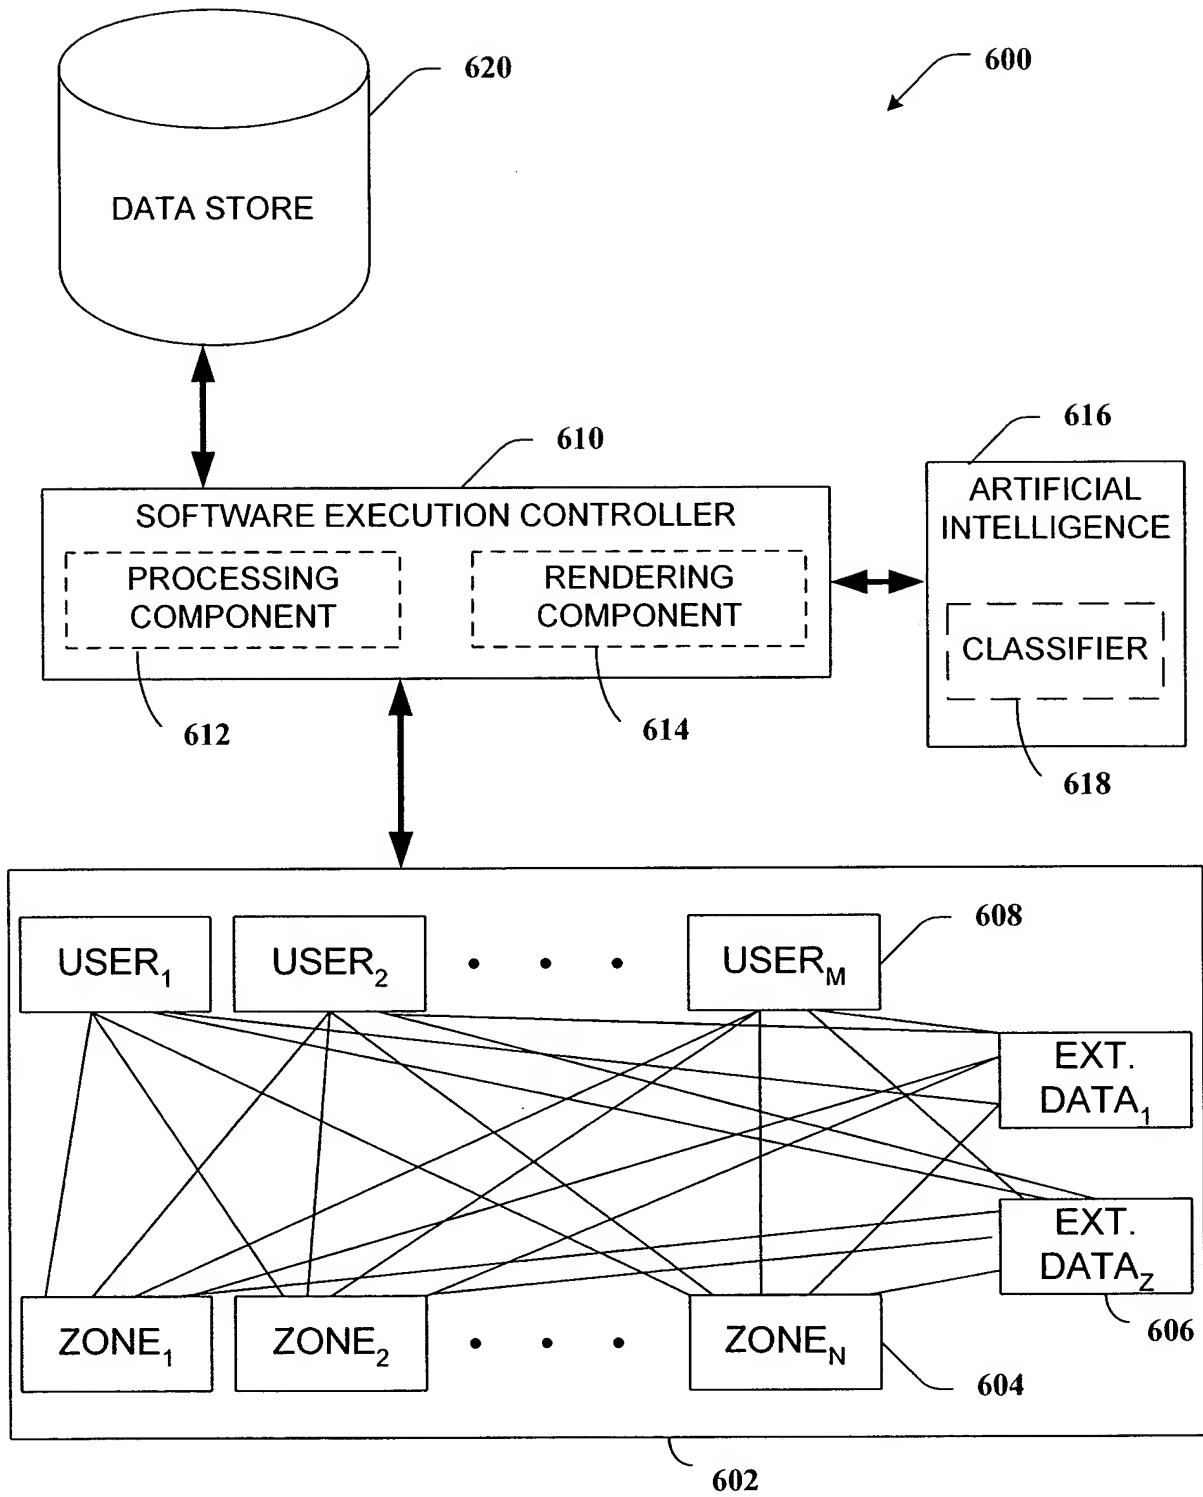 620
600
DATA STORE
610
616
SOFTWARE EXECUTION CONTROLLER
PROCESSING
COMPONENT
RENDERING
COMPONENT
ARTIFICIAL
INTELLIGENCE
CLASSIFIER
612
614
618
608
USER1
USER2
• • •
USERM
EXT.
DATA1
EXT.
DATAZ
606
ZONE1
ZONE2
• • •
ZONEN
604
602